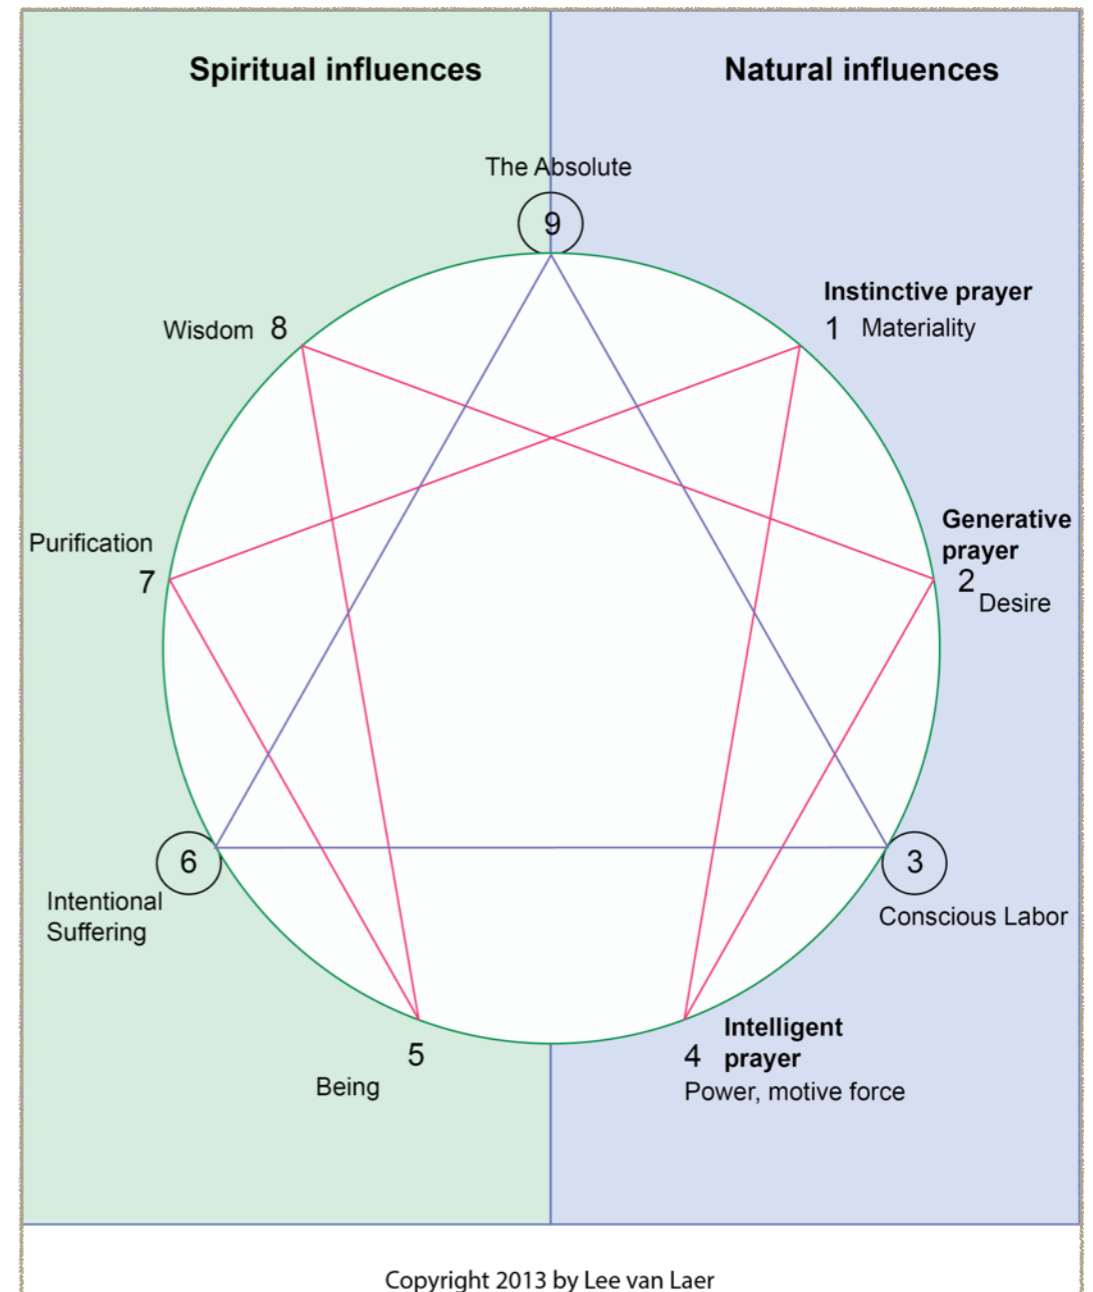 Spiritual influences
Natural influences
The Absolute
9
Instinctive prayer
1 Materiality
Wisdom 8
Generative
prayer
2
Desire
Purification
7
6
Intentional
Suffering
3
Conscious Labor
5
Being
Intelligent
4 prayer
Power, motive force
Copyright 2013 by Lee van Laer